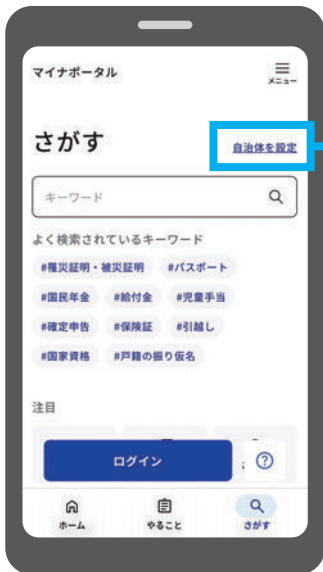 マイナポータル
メニュー
さがす
自治体を設定
キーワード
よく検索されているキーワード
#罹災証明・被災証明 #パスポート
#国民年金 #給付金 #児童手当
#確定申告 #保険証 #引越し
#国家資格 #戸籍の振り仮名
注目
ログイン
ホーム やること さがす